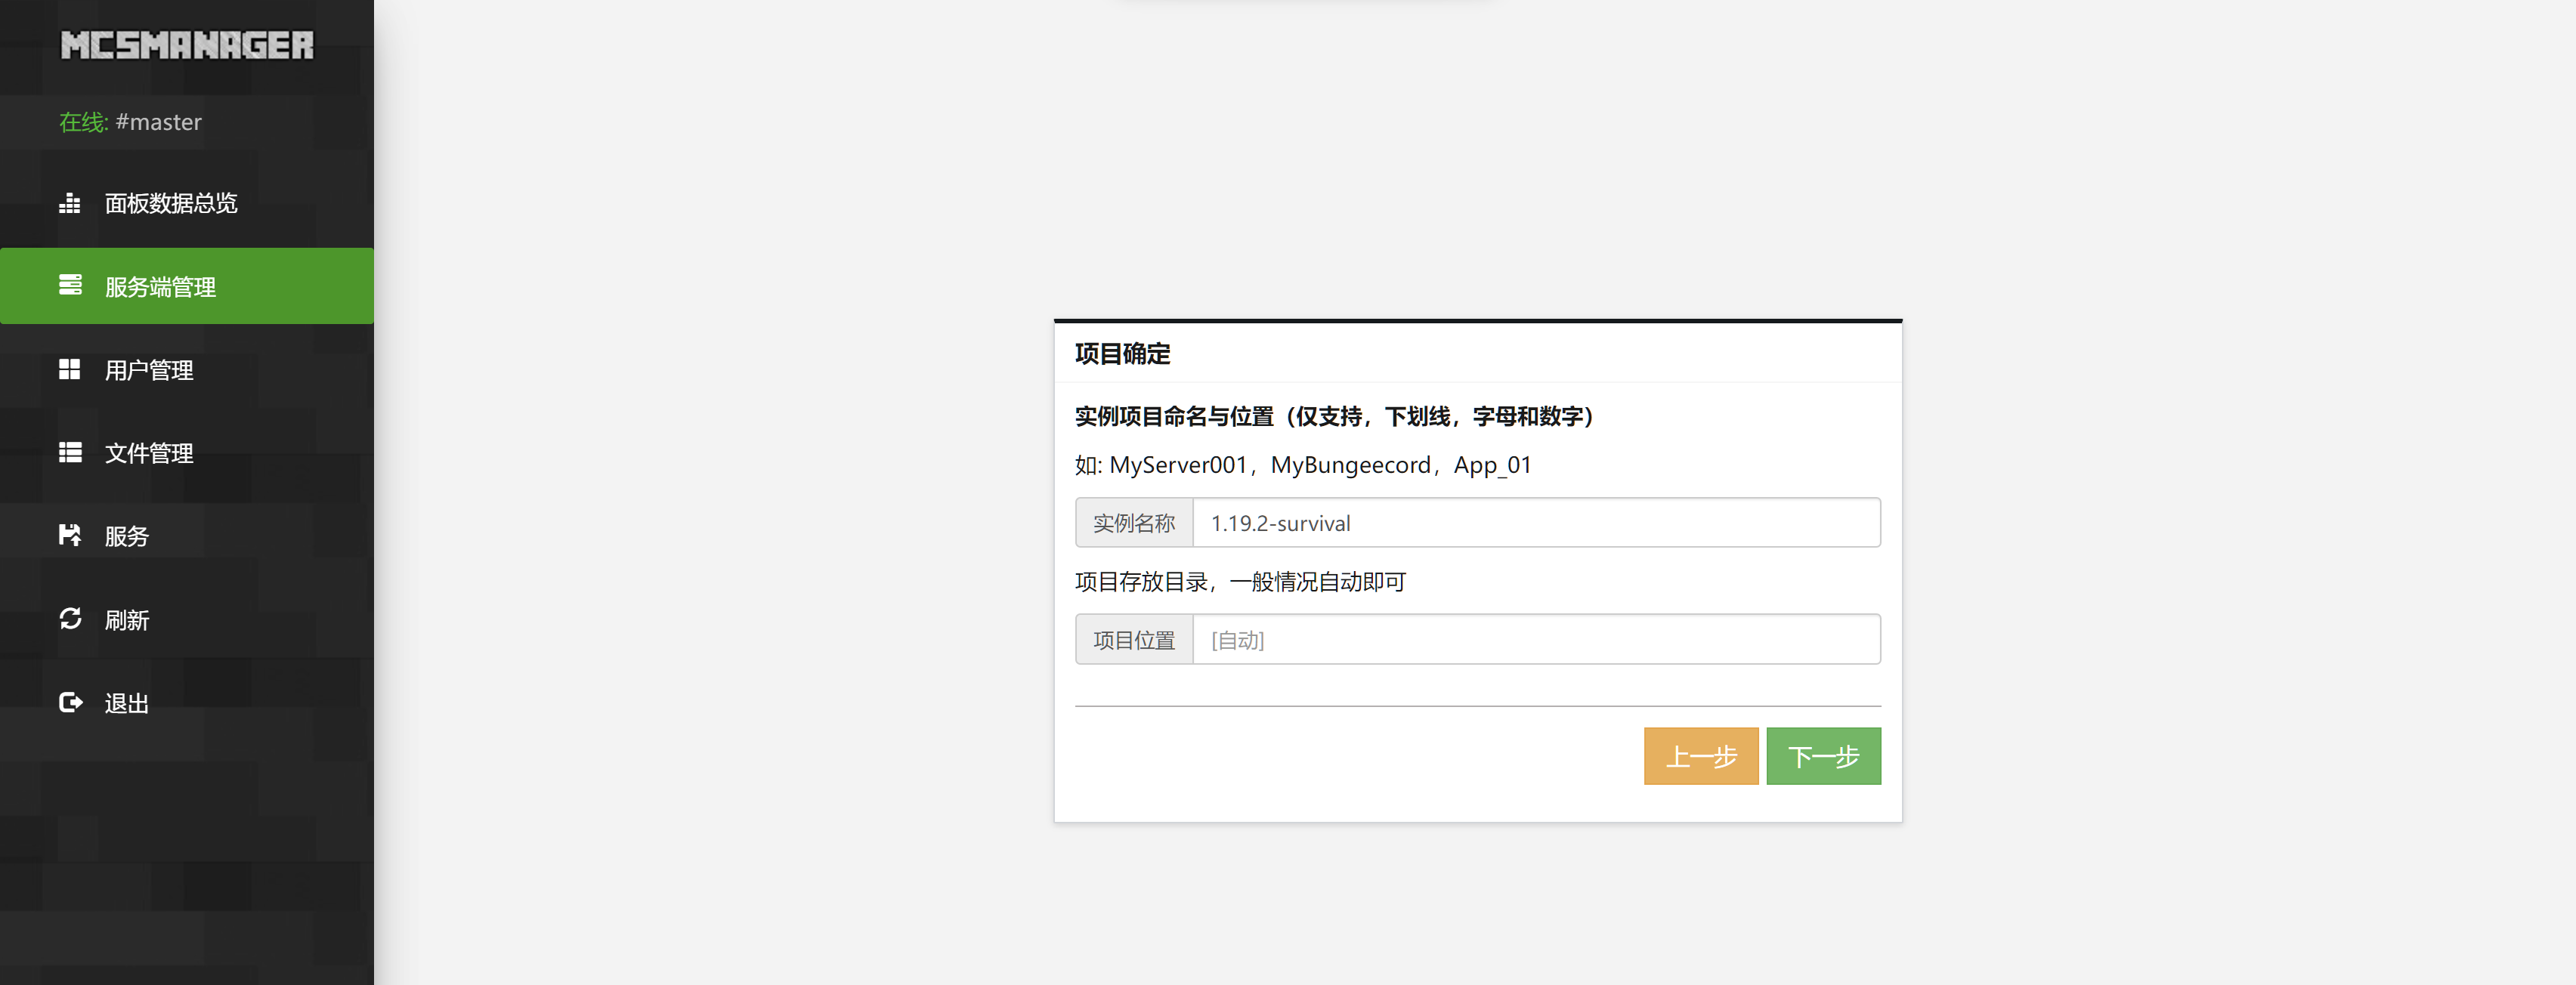 MCSMANAGER
在线: #master
面板数据总览
服务端管理
用户管理
文件管理
服务
刷新
退出
项目确定
实例项目命名与位置（仅支持，下划线，字母和数字）
如: MyServer001，MyBungeecord，App_01
实例名称 1.19.2-survival
项目存放目录，一般情况自动即可
项目位置 [自动]
上一步 下一步